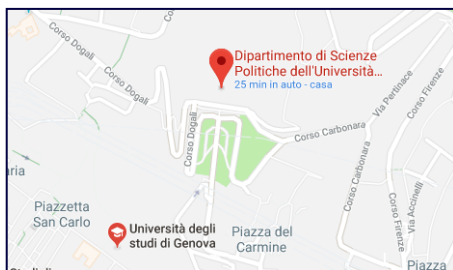 Dipartimento di Scienze
Politiche dell'Università...
25 min in auto - casa
Corso Dogali
Corso Dogali
Corso Dogali
Corso Carbonara
Via Pertinace
Corso Firenze
Corso Carbonara
Via Accinelli
Corso Firenze
aria
Piazzetta
San Carlo
Università degli
studi di Genova
Piazza del
Carmine
Piazza